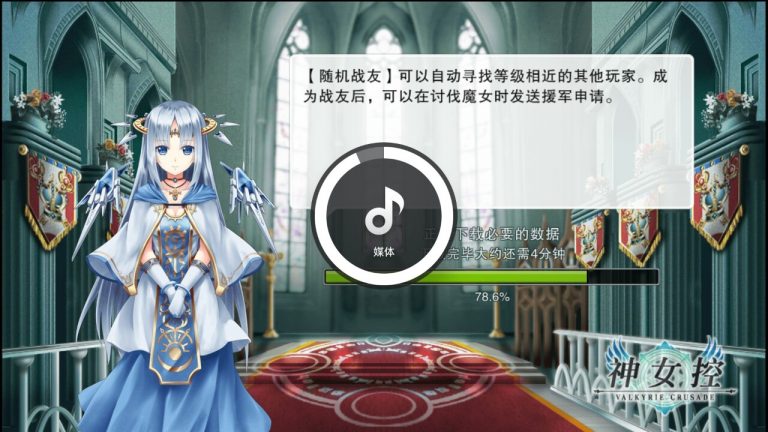 【随机战友】可以自动寻找等级相近的其他玩家。成
为战友后，可以在讨伐魔女时发送援军申请。
媒体
正 下载必要的数据
完毕大约还需4分钟
78.6%
神女控
VALKYRIE CRUSADE